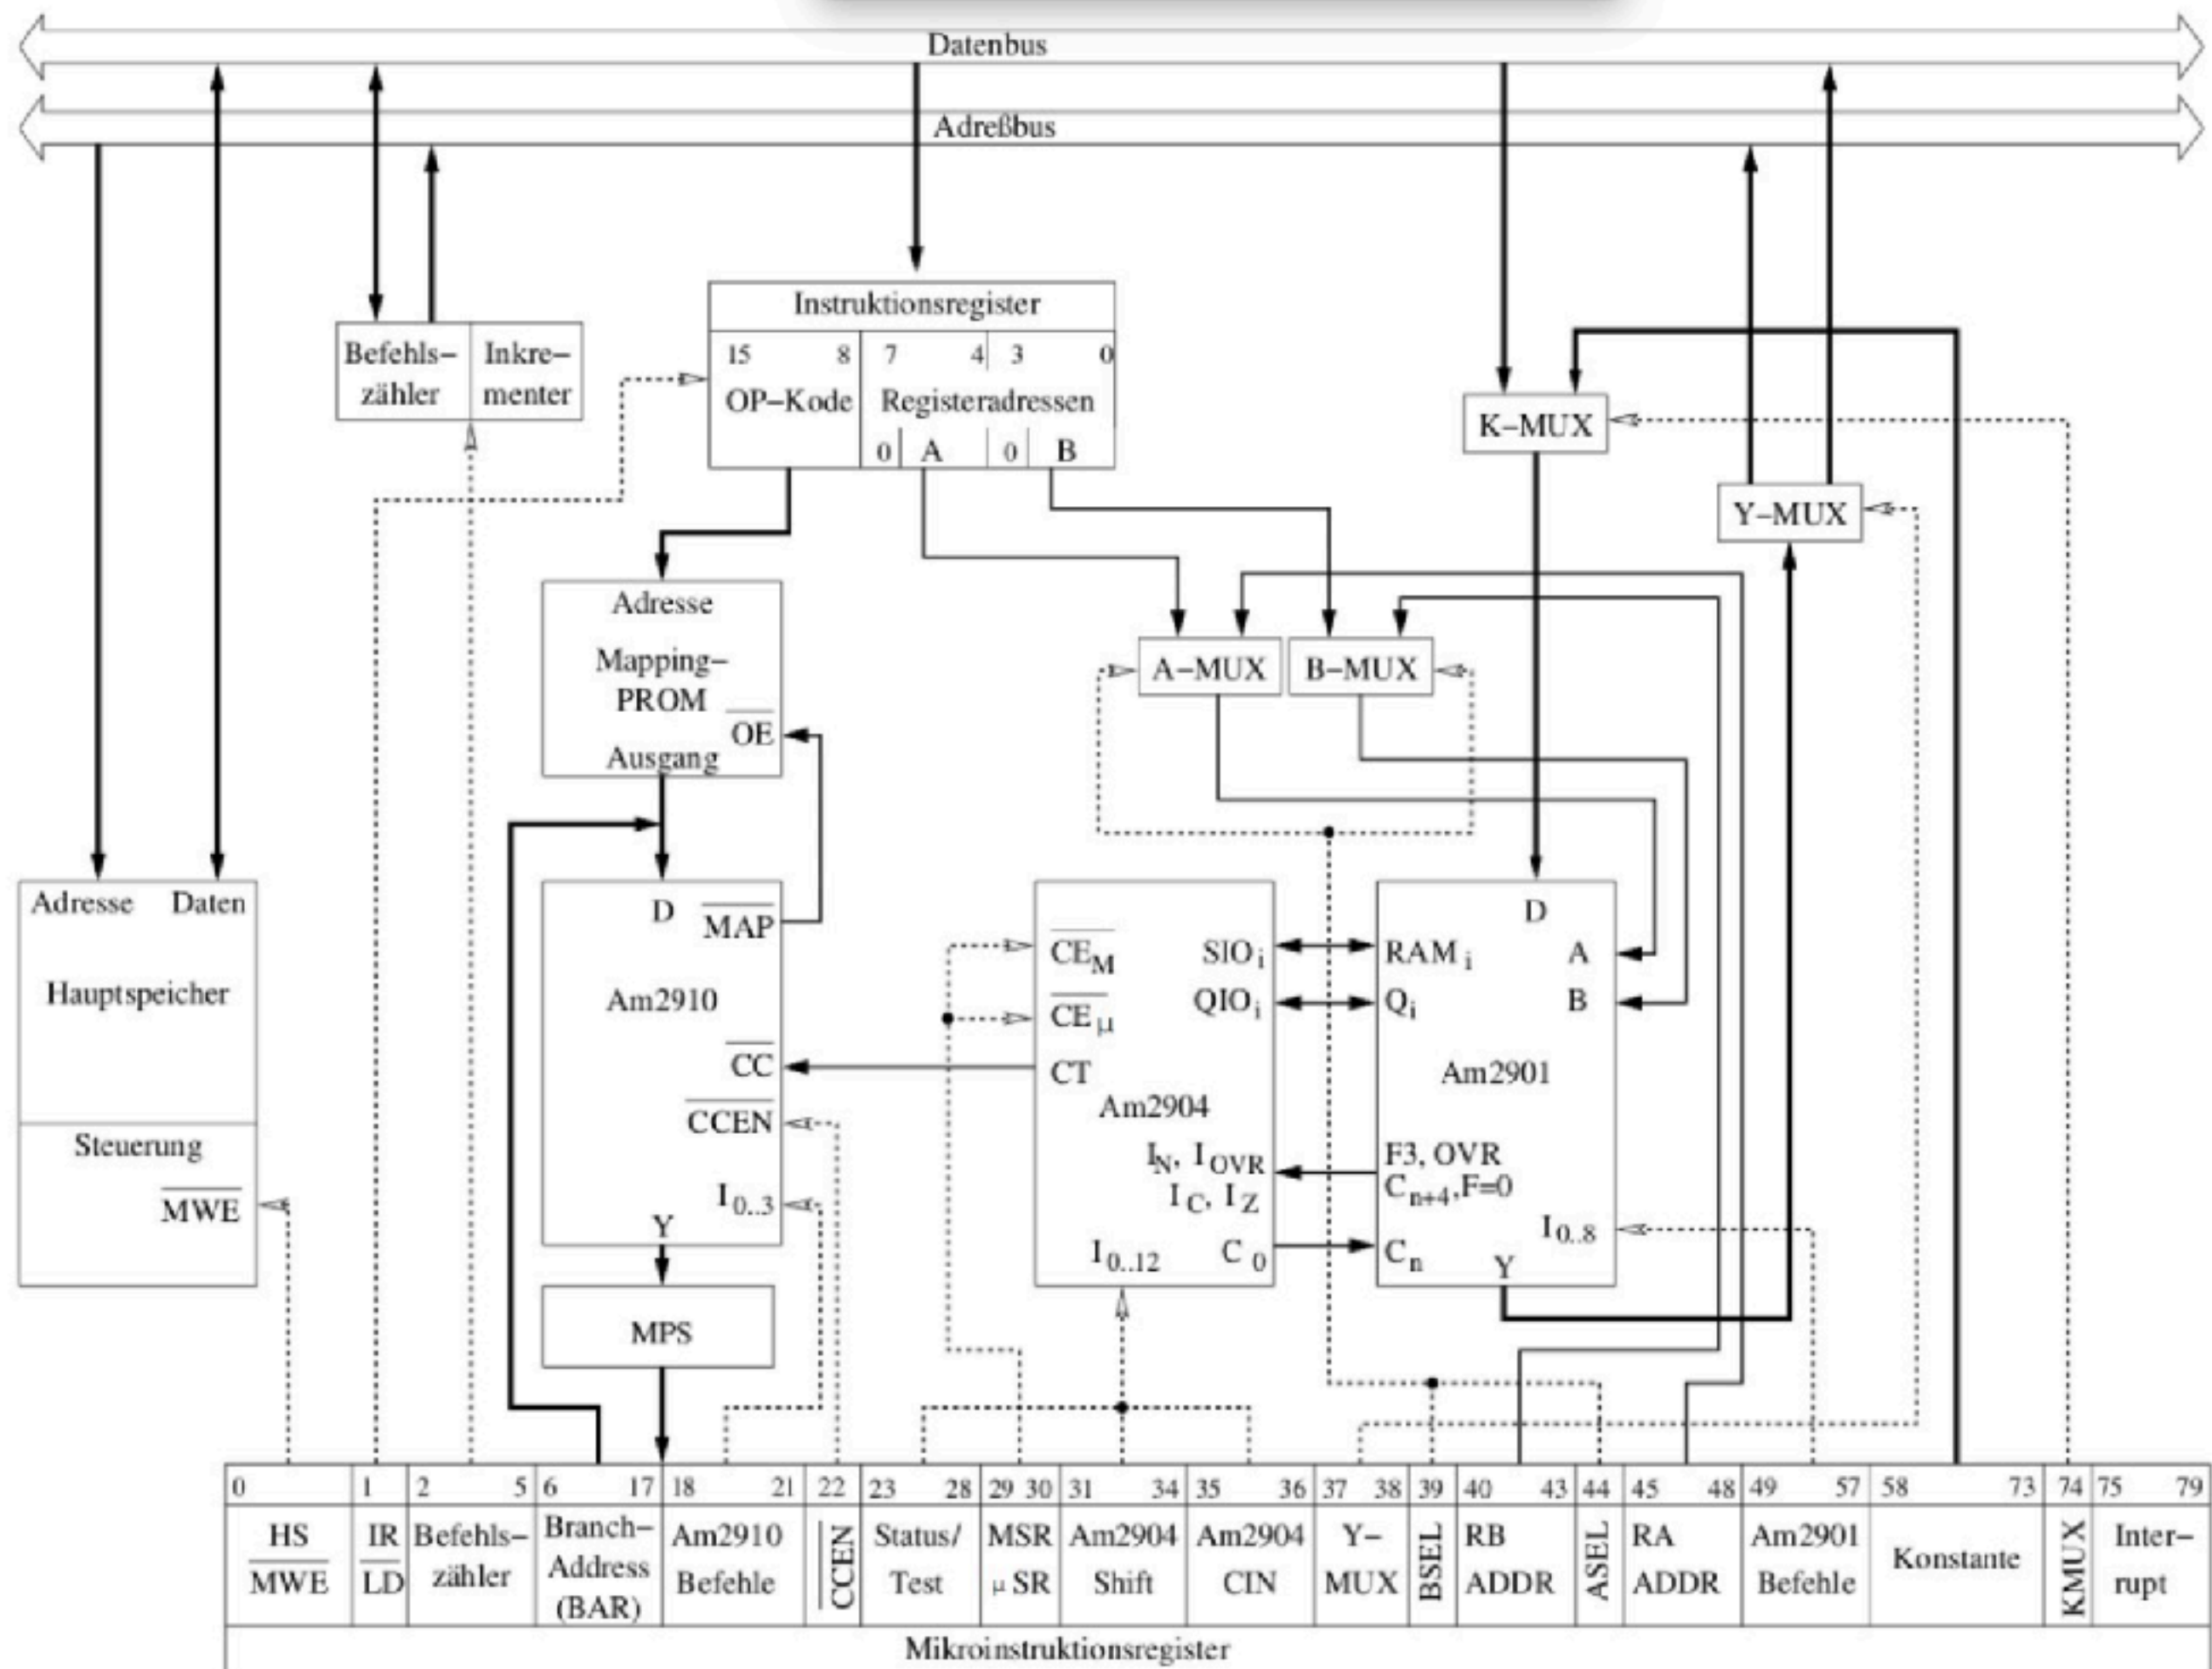 Datenbus
Adreßbus
Instruktionsregister
15 8 7 4 3 0
OP–Kode Registeradressen
0 A 0 B
Befehls– Inkre–
zähler menter
K–MUX
Y–MUX
Adresse
Mapping–
PROM
OE
Ausgang
A–MUX B–MUX
Adresse Daten
Hauptspeicher
Steuerung
MWE
D MAP
Am2910
CC
CCEN
I0..3
Y
MPS
CEM SIOi
CEμ QIOi
CT
Am2904
IN, IOVR
IC, IZ
I0..12 C0
D
RAMi A
Qi B
Am2901
F3, OVR
Cn+4,F=0
I0..8
Cn Y
0 1 2 5 6 17 18 21 22 23 28 29 30 31 34 35 36 37 38 39 40 43 44 45 48 49 57 58 73 74 75 79
HS
MWE
IR
LD
Befehls–
zähler
Branch–
Address
(BAR)
Am2910
Befehle
CCEN
Status/
Test
MSR
μ SR
Am2904
Shift
Am2904
CIN
Y–
MUX
BSEL
RB
ADDR
ASEL
RA
ADDR
Am2901
Befehle
Konstante
KMUX
Inter–
rupt
Mikroinstruktionsregister